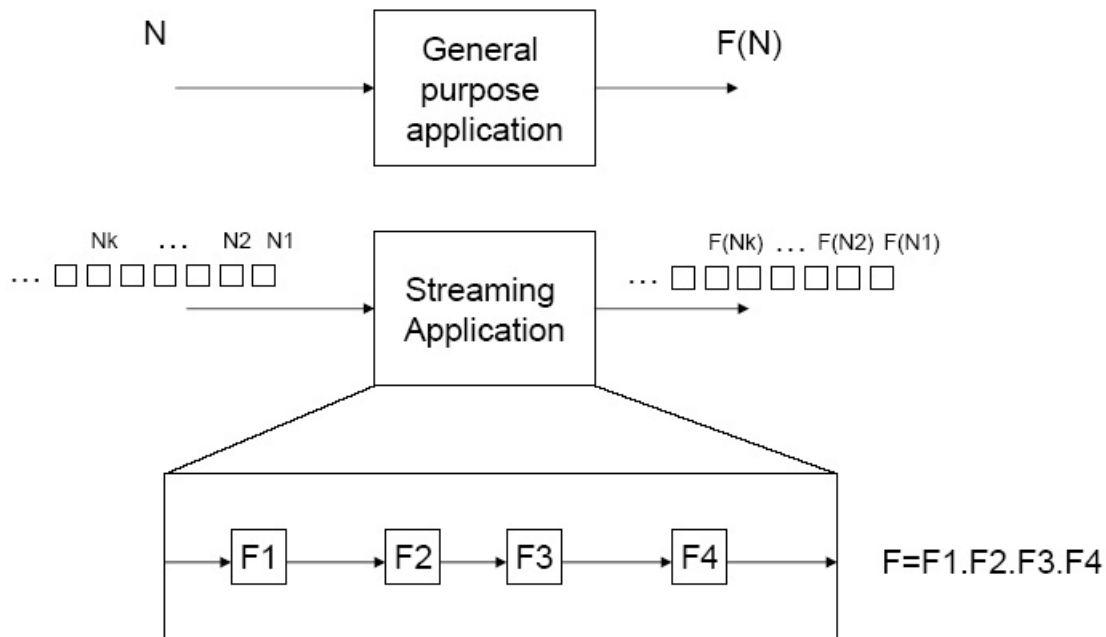 N
General
purpose
application
F(N)
Nk ... N2 N1
...
F(Nk) ... F(N2) F(N1)
...
Streaming
Application
F1 F2 F3 F4
F=F1.F2.F3.F4